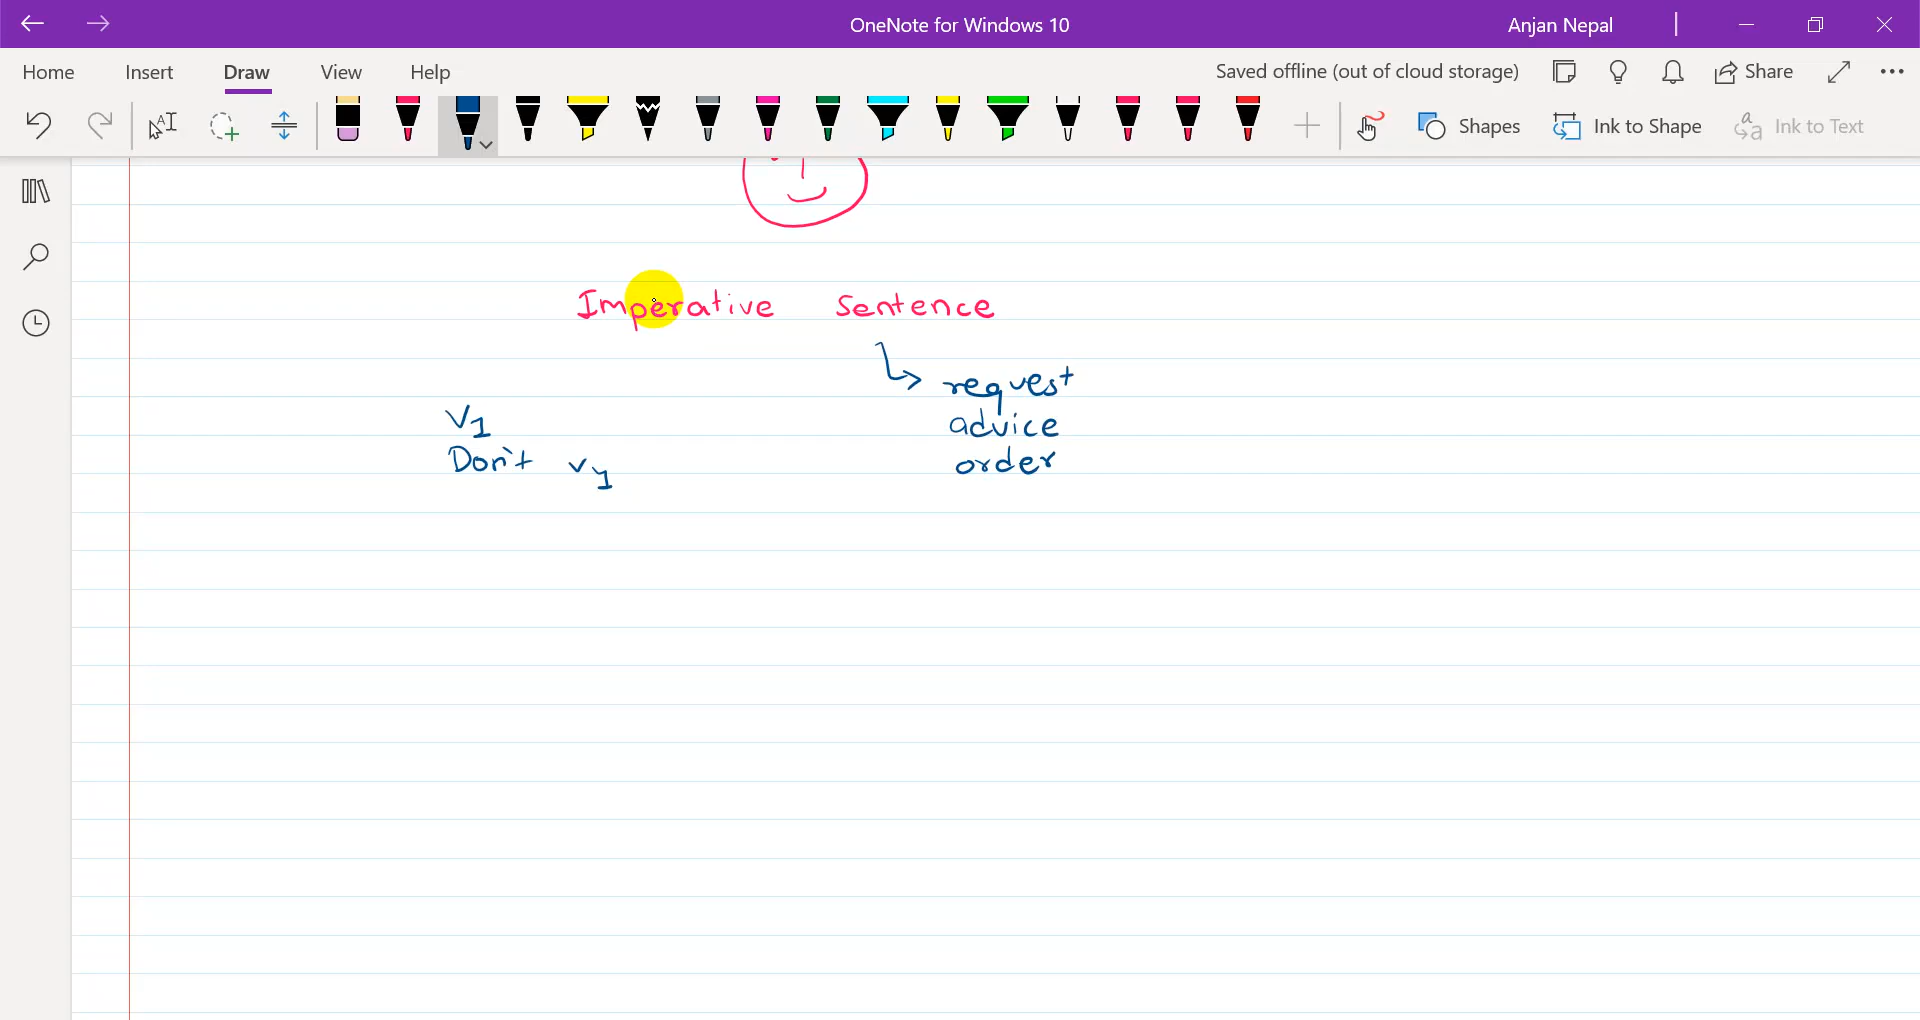 OneNote for Windows 10
Anjan Nepal
Home Insert Draw View Help
Saved offline (out of cloud storage)
Share
Shapes
Ink to Shape
Ink to Text
Imperative Sentence
request
advice
order
V1
Don't V1